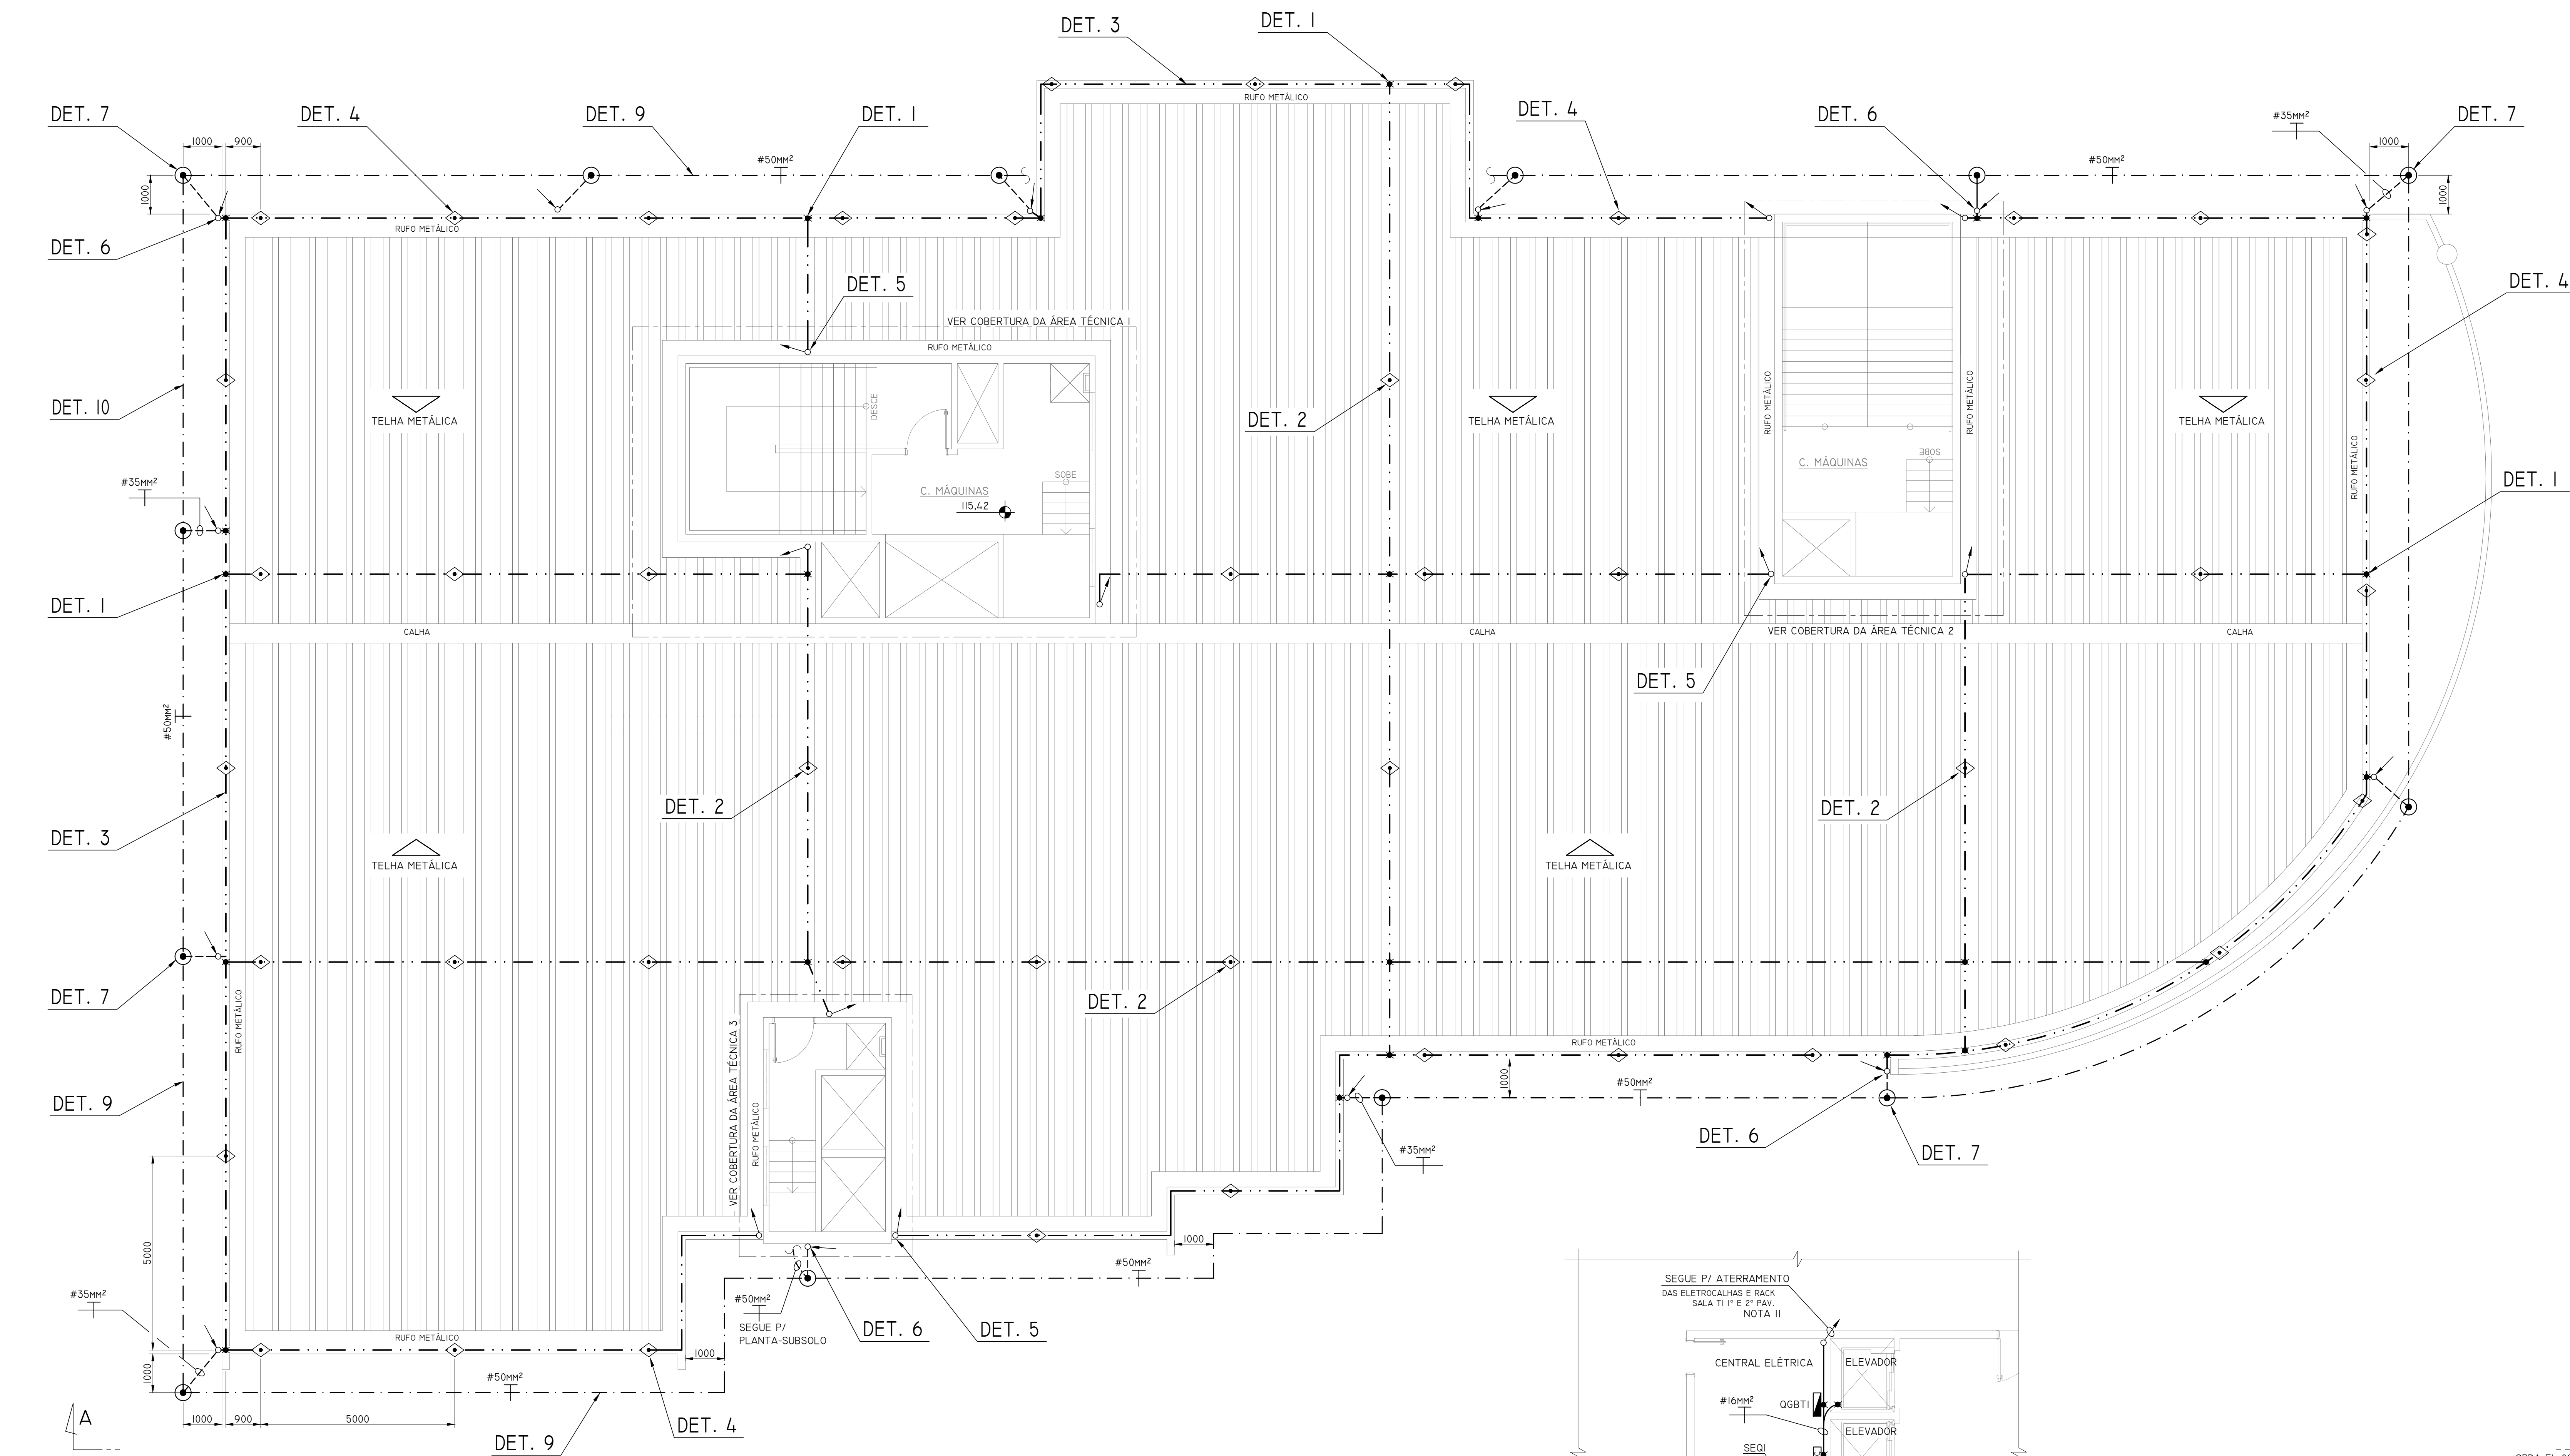 DET. 3
DET. 1
DET. 7
DET. 4
DET. 9
DET. 1
DET. 4
DET. 6
#35MM²
DET. 7
RUFO METÁLICO
1000
900
#50MM²
#50MM²
1000
1000
1000
DET. 6
RUFO METÁLICO
DET. 5
DET. 4
VER COBERTURA DA ÁREA TÉCNICA 1
RUFO METÁLICO
DET. 10
TELHA METÁLICA
DESCE
DET. 2
TELHA METÁLICA
RUFO METÁLICO
RUFO METÁLICO
TELHA METÁLICA
RUFO METÁLICO
#35MM²
C. MÁQUINAS
SOBE
115,42
C. MÁQUINAS
SOBE
DET. 1
DET. 1
CALHA
CALHA
VER COBERTURA DA ÁREA TÉCNICA 2
CALHA
DET. 5
#50MM²
DET. 3
DET. 2
DET. 2
TELHA METÁLICA
TELHA METÁLICA
DET. 7
RUFO METÁLICO
DET. 2
VER COBERTURA DA ÁREA TÉCNICA 3
RUFO METÁLICO
RUFO METÁLICO
1000
#50MM²
DET. 9
DET. 6
DET. 7
#35MM²
5000
1000
#50MM²
#50MM²
SEGUE P/
PLANTA-SUBSOLO
DET. 6
DET. 5
#35MM²
RUFO METÁLICO
1000
1000
#50MM²
1000
900
5000
DET. 4
DET. 9
A
SEGUE P/ ATERRAMENTO
DAS ELETROCALHAS E RACK
SALA TI 1º E 2º PAV.
NOTA 11
CENTRAL ELÉTRICA
ELEVADOR
#16MM²
QGBT1
ELEVADOR
SEQ1